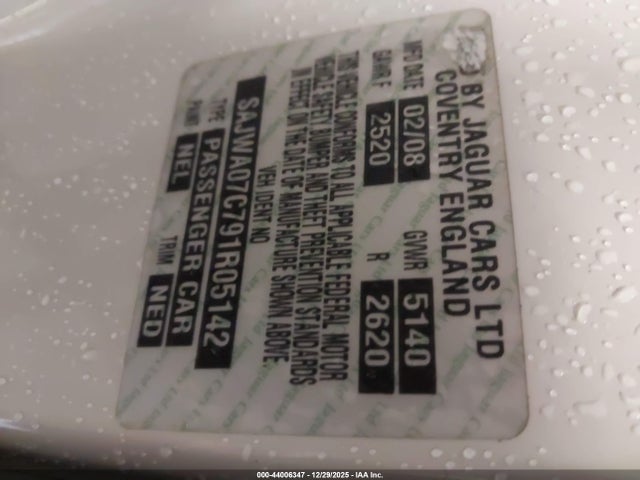 BY JAGUAR CARS LTD
COVENTRY ENGLAND
MFD DATE 02/08 GVWR 5140
GAWR F 2520 R 2620
THIS VEHICLE CONFORMS TO ALL APPLICABLE FEDERAL MOTOR
VEHICLE SAFETY BUMPER AND THEFT PREVENTION STANDARDS
IN EFFECT ON THE DATE OF MANUFACTURE SHOWN ABOVE
VEH IDENT NO
SAJWA07C791R05142
TYPE PASSENGER CAR
PAINT NEL TRIM NED
000-44006347 - 12/29/2025 - IAA Inc.